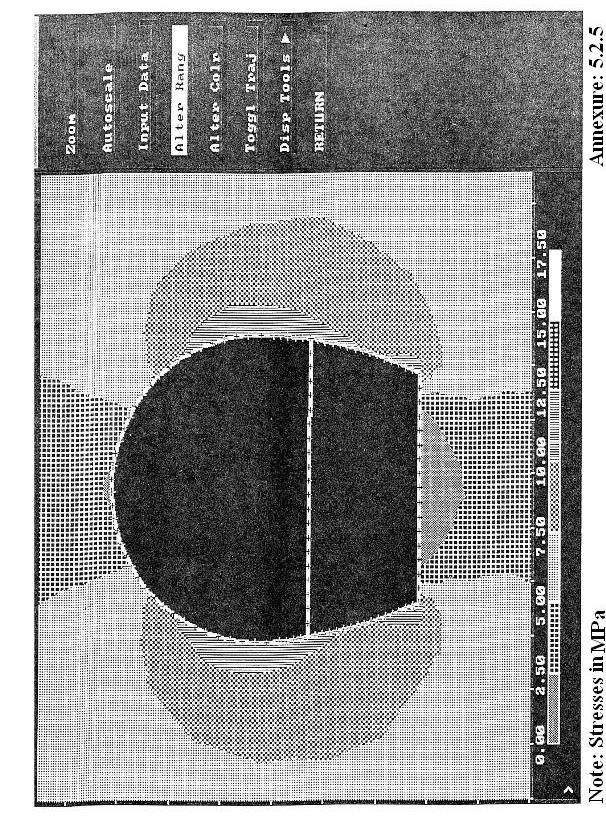 Zoom
Autoscale
Input Data
Alter Rang
Alter Colr
Toggl Traj
Disp Tools ▶
RETURN
0.00 2.50 5.00 7.50 10.00 12.50 15.00 17.50
>
Note: Stresses in MPa
Annexure: 5.2.5